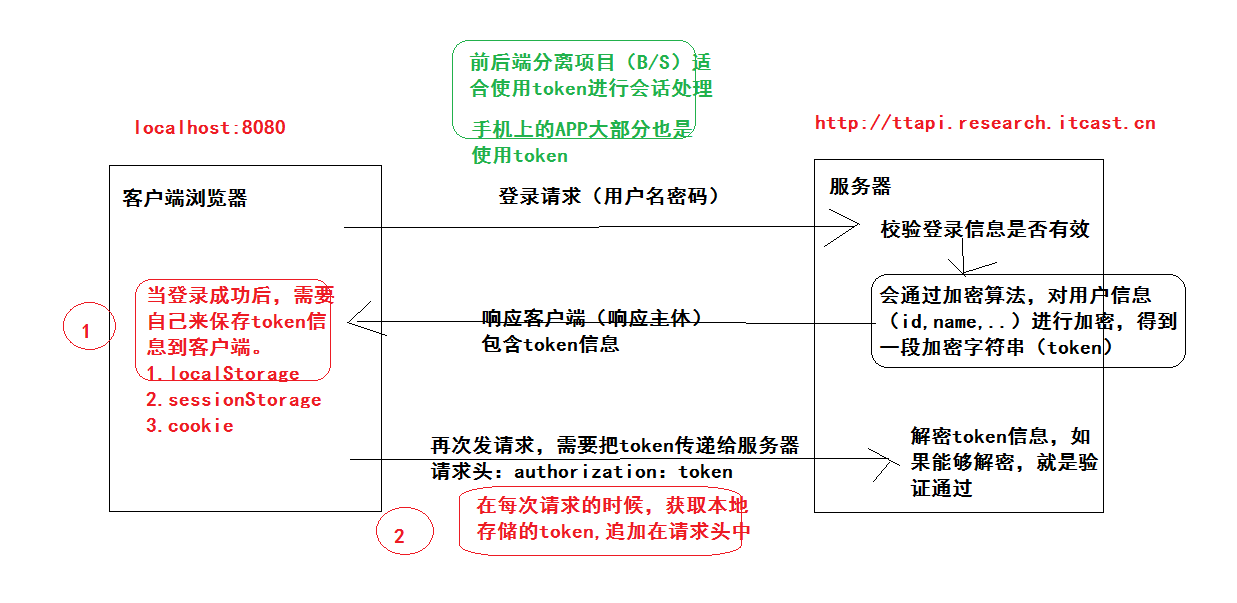 前后端分离项目（B/S）适
合使用token进行会话处理
手机上的APP大部分也是
使用token
localhost:8080
http://ttapi.research.itcast.cn
客户端浏览器
登录请求（用户名密码）
服务器
校验登录信息是否有效
当登录成功后，需要
自己来保存token信
息到客户端。
1.localStorage
2.sessionStorage
3.cookie
1
响应客户端（响应主体）
包含token信息
会通过加密算法，对用户信息
（id,name,..）进行加密，得到
一段加密字符串（token）
再次发请求，需要把token传递给服务器
请求头：authorization：token
解密token信息，如
果能够解密，就是验
证通过
2
在每次请求的时候，获取本地
存储的token,追加在请求头中